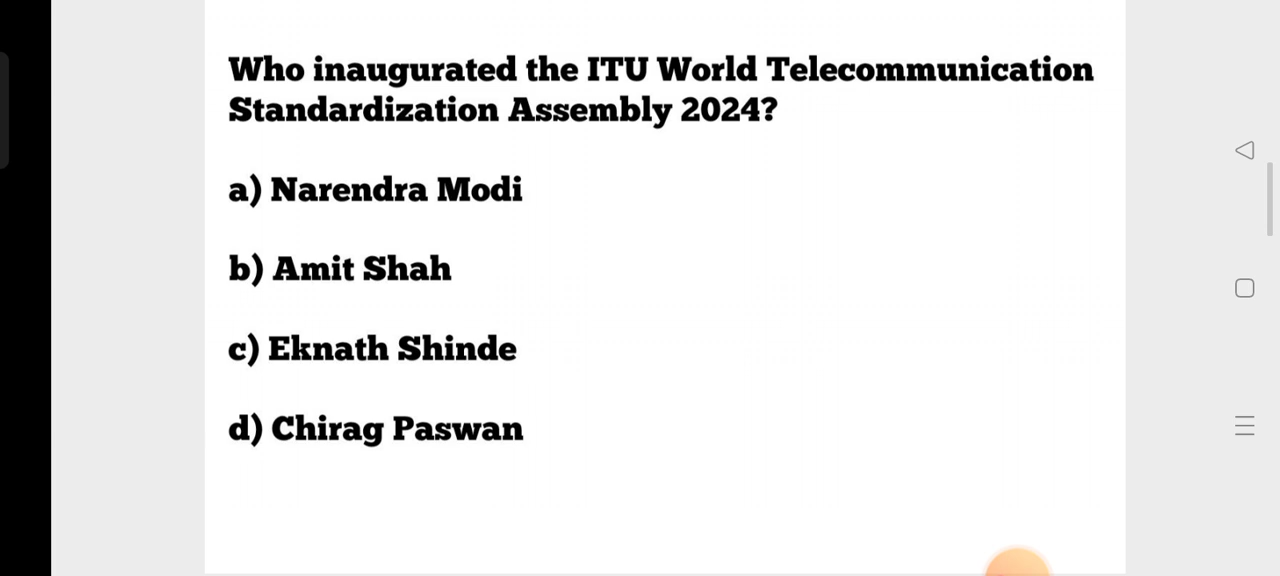 Who inaugurated the ITU World Telecommunication
Standardization Assembly 2024?
a) Narendra Modi
b) Amit Shah
c) Eknath Shinde
d) Chirag Paswan